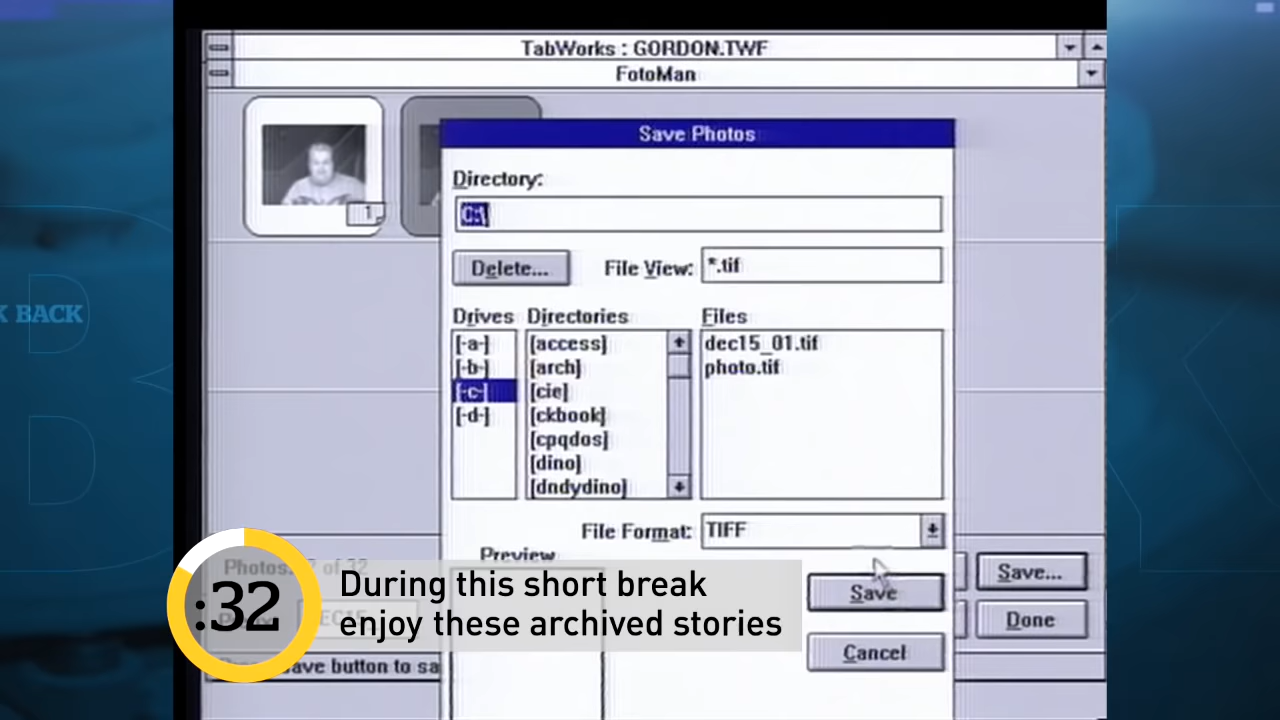 TabWorks : GORDON.TWF
FotoMan
1
Save Photos
Directory:
C:\
Delete...
File View:
*.tif
Drives
Directories
Files
[-a-]
[-b-]
[-c-]
[-d-]
[access]
[arch]
[cie]
[ckbook]
[cpqdos]
[dino]
[dndydino]
dec15_01.tif
photo.tif
File Format:
TIFF
Preview
Save
Cancel
Save...
Done
BACK
:32
During this short break
enjoy these archived stories